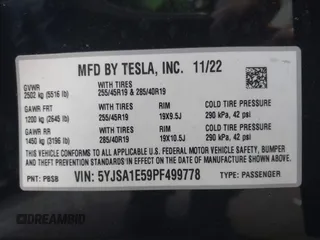 MFD BY TESLA, INC. 11/22
GVWR WITH TIRES
2502 kg (5516 lb) 255/45R19 & 285/40R19
GAWR FRT WITH TIRES RIM COLD TIRE PRESSURE
1200 kg (2645 lb) 255/45R19 19X9.5J 290 kPa, 42 psi
GAWR RR WITH TIRES RIM COLD TIRE PRESSURE
1450 kg (3196 lb) 285/40R19 19X10.5J 290 kPa, 42 psi
THIS VEHICLE CONFORMS TO ALL APPLICABLE U.S. FEDERAL MOTOR VEHICLE SAFETY, BUMPER
AND THEFT PREVENTION STANDARDS IN EFFECT ON THE DATE OF MANUFACTURE SHOWN ABOVE.
PNT: PBSB VIN: 5YJSA1E59PF499778 TYPE: PASSENGER
DREAMBID